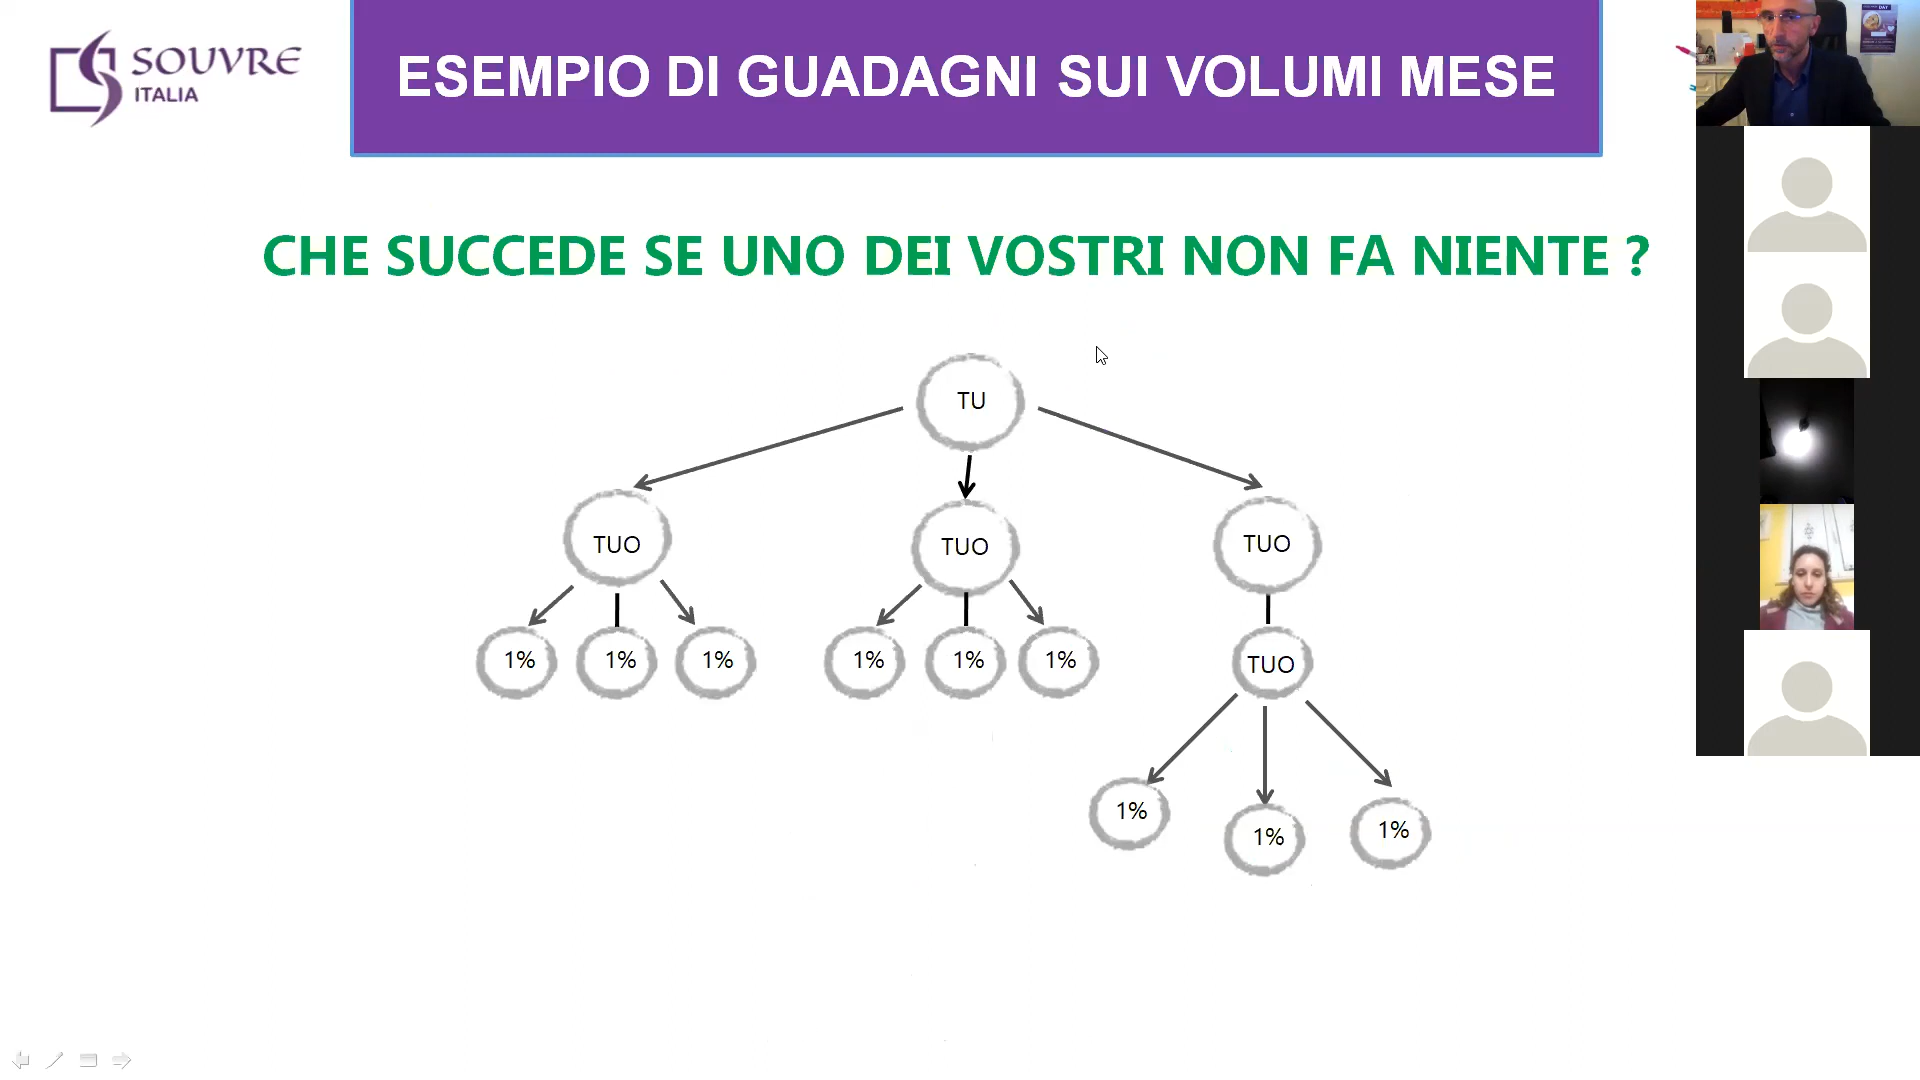 SOUVRE
ITALIA
ESEMPIO DI GUADAGNI SUI VOLUMI MESE
DAY
CHE SUCCEDE SE UNO DEI VOSTRI NON FA NIENTE ?
TU
TUO TUO TUO
1% 1% 1% 1% 1% 1% TUO
1% 1% 1%